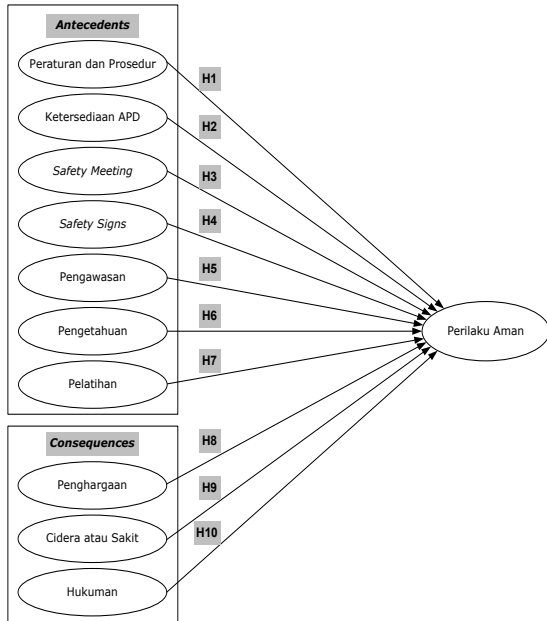 Antecedents
Peraturan dan Prosedur
H1
Ketersediaan APD
H2
Safety Meeting
H3
Safety Signs
H4
Pengawasan
H5
Pengetahuan
H6
Perilaku Aman
Pelatihan
H7
Consequences
H8
Penghargaan
H9
Cidera atau Sakit
H10
Hukuman